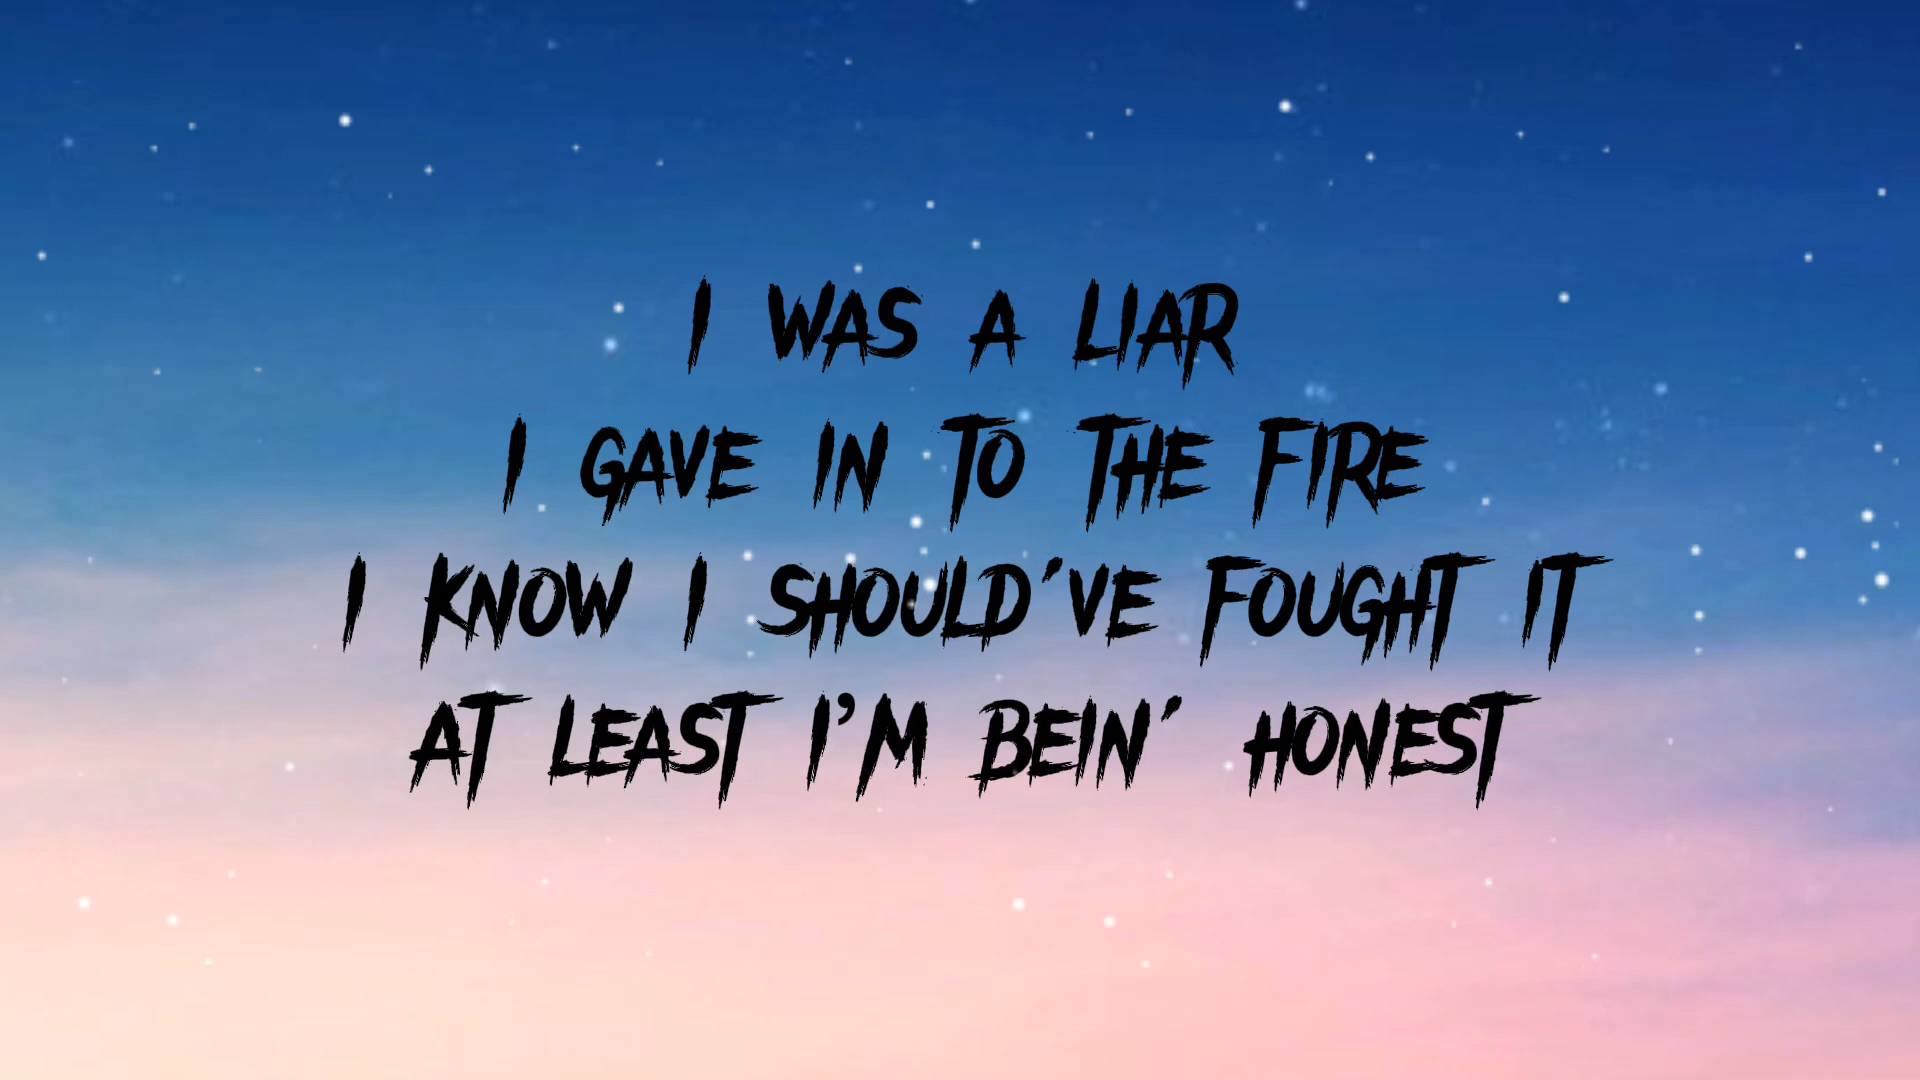 I WAS A LIAR
I GAVE IN TO THE FIRE
I KNOW I SHOULD'VE FOUGHT IT
AT LEAST I’M BEIN' HONEST